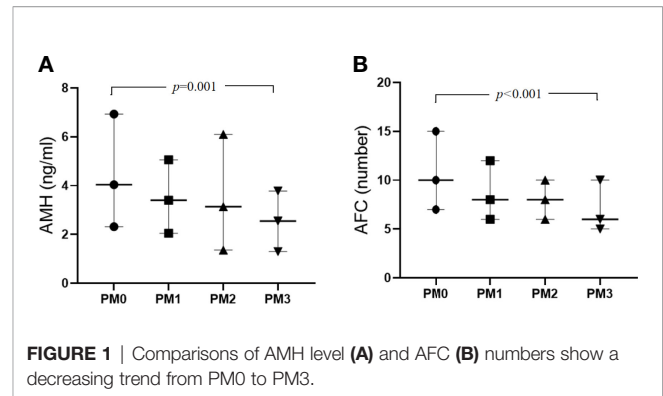 A
p=0.001
AMH (ng/ml)
8
6
4
2
0
PM0 PM1 PM2 PM3
B
p<0.001
AFC (number)
20
15
10
5
0
PM0 PM1 PM2 PM3
FIGURE 1 | Comparisons of AMH level (A) and AFC (B) numbers show a
decreasing trend from PM0 to PM3.